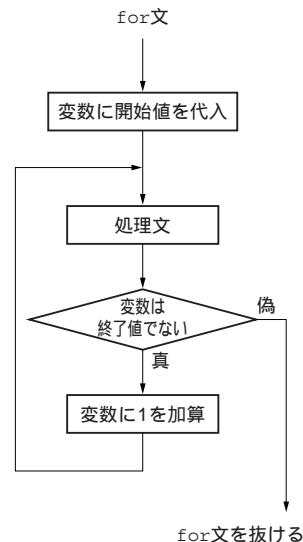 for文
変数に開始値を代入
処理文
変数は
終了値でない
偽
真
変数に1を加算
for文を抜ける